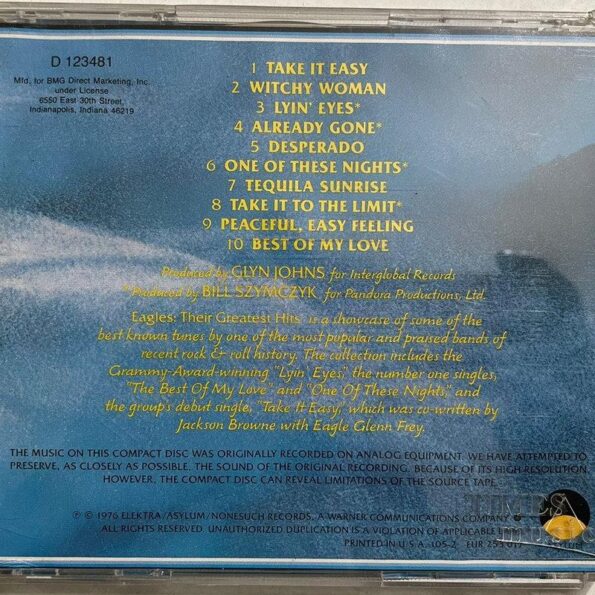 D 123481
Mfd. for BMG Direct Marketing, Inc.
under License
6550 East 30th Street,
Indianapolis, Indiana 46219
1 TAKE IT EASY
2 WITCHY WOMAN
3 LYIN' EYES*
4 ALREADY GONE*
5 DESPERADO
6 ONE OF THESE NIGHTS*
7 TEQUILA SUNRISE
8 TAKE IT TO THE LIMIT*
9 PEACEFUL, EASY FEELING
10 BEST OF MY LOVE
Produced by GLYN JOHNS for Interglobal Records
*Produced by BILL SZYMCZYK for Pandora Productions, Ltd.
Eagles: Their Greatest Hits is a showcase of some of the
best known tunes by one of the most popular and praised bands of
recent rock & roll history. The collection includes the
Grammy-Award-winning "Lyin' Eyes," the number one singles,
"The Best Of My Love" and "One Of These Nights," and
the group's debut single, "Take It Easy," which was co-written by
Jackson Browne with Eagle Glenn Frey.
THE MUSIC ON THIS COMPACT DISC WAS ORIGINALLY RECORDED ON ANALOG EQUIPMENT. WE HAVE ATTEMPTED TO
PRESERVE, AS CLOSELY AS POSSIBLE, THE SOUND OF THE ORIGINAL RECORDING. BECAUSE OF ITS HIGH RESOLUTION,
HOWEVER, THE COMPACT DISC CAN REVEAL LIMITATIONS OF THE SOURCE TAPE.
℗ © 1976 ELEKTRA/ASYLUM/NONESUCH RECORDS, A WARNER COMMUNICATIONS COMPANY
ALL RIGHTS RESERVED. UNAUTHORIZED DUPLICATION IS A VIOLATION OF APPLICABLE LAWS.
PRINTED IN U.S.A. 105-2 EUR 253 017
TUNES